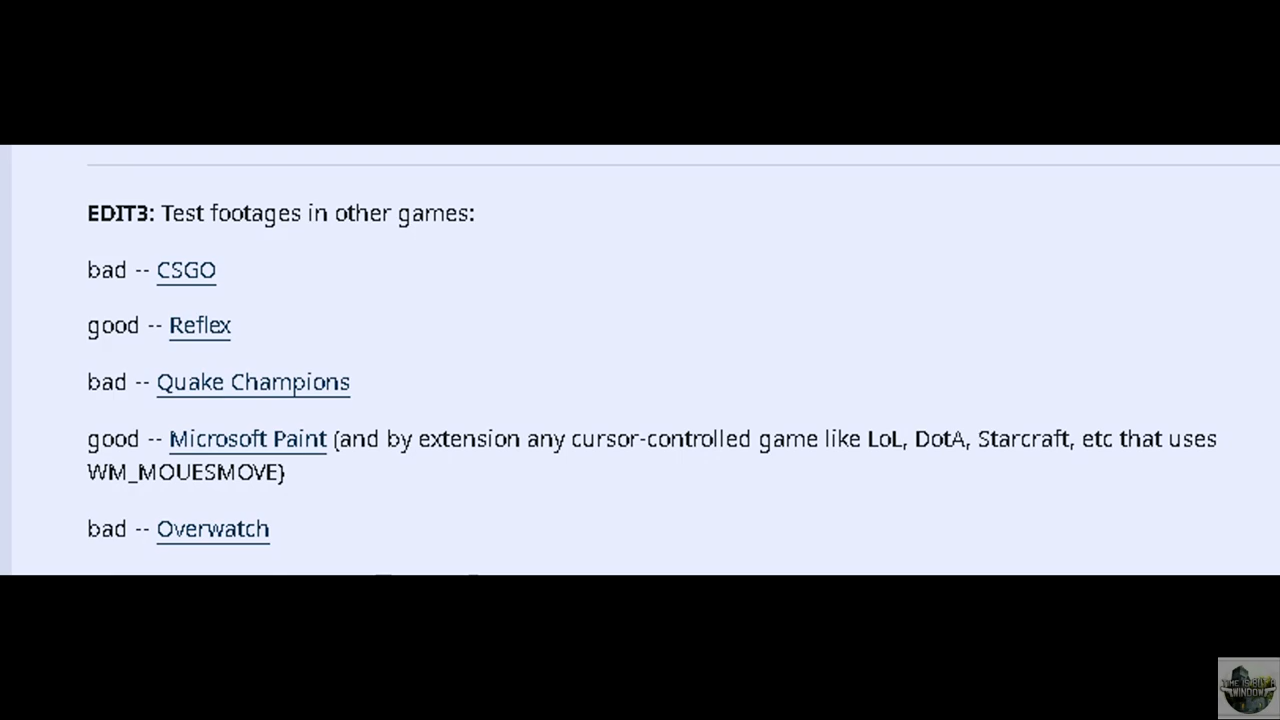 EDIT3: Test footages in other games:
bad -- CSGO
good -- Reflex
bad -- Quake Champions
good -- Microsoft Paint (and by extension any cursor-controlled game like LoL, DotA, Starcraft, etc that uses
WM_MOUESMOVE)
bad -- Overwatch
WINDOW